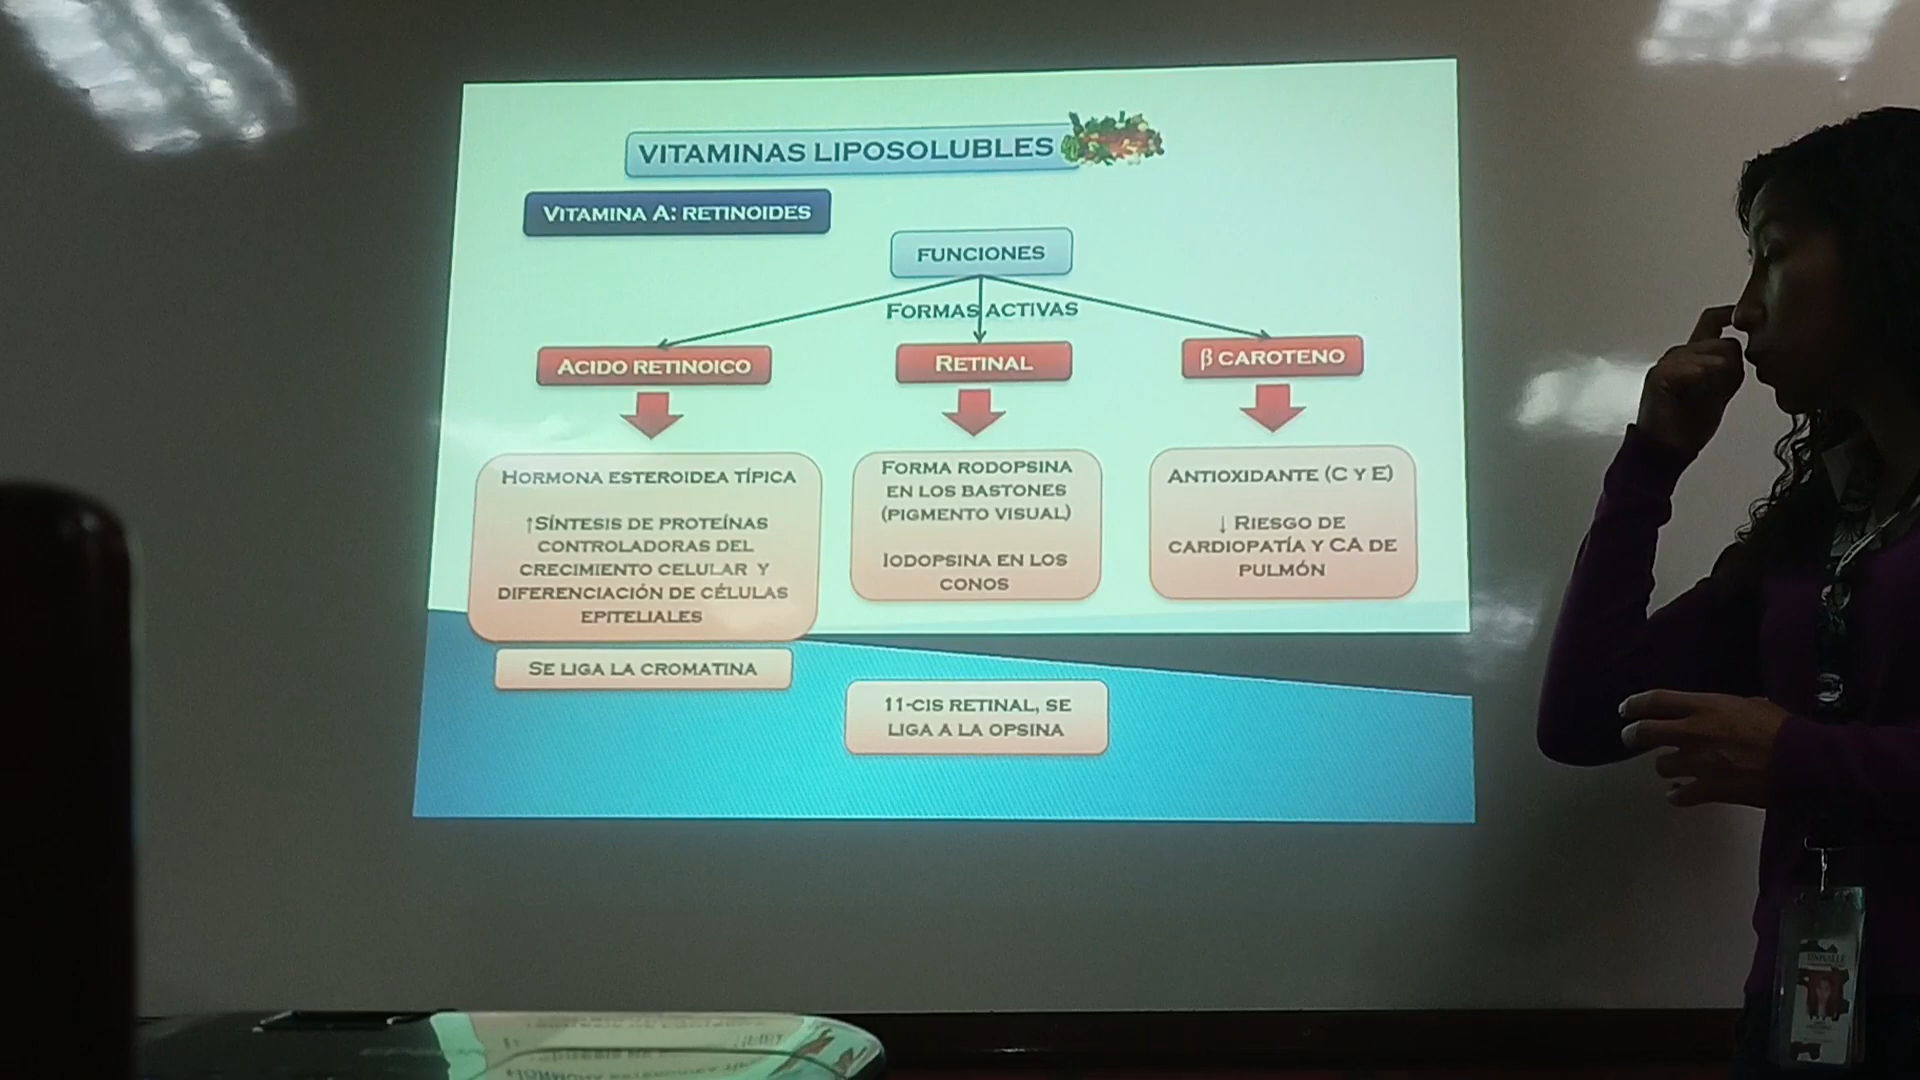 VITAMINAS LIPOSOLUBLES
VITAMINA A: RETINOIDES
FUNCIONES
FORMAS ACTIVAS
ACIDO RETINOICO
HORMONA ESTEROIDEA TÍPICA
↑SÍNTESIS DE PROTEÍNAS
CONTROLADORAS DEL
CRECIMIENTO CELULAR Y
DIFERENCIACIÓN DE CÉLULAS
EPITELIALES
SE LIGA LA CROMATINA
RETINAL
FORMA RODOPSINA
EN LOS BASTONES
(PIGMENTO VISUAL)
IODOPSINA EN LOS
CONOS
11-CIS RETINAL, SE
LIGA A LA OPSINA
β CAROTENO
ANTIOXIDANTE (C Y E)
↓ RIESGO DE
CARDIOPATÍA Y CA DE
PULMÓN
UNIVALLE